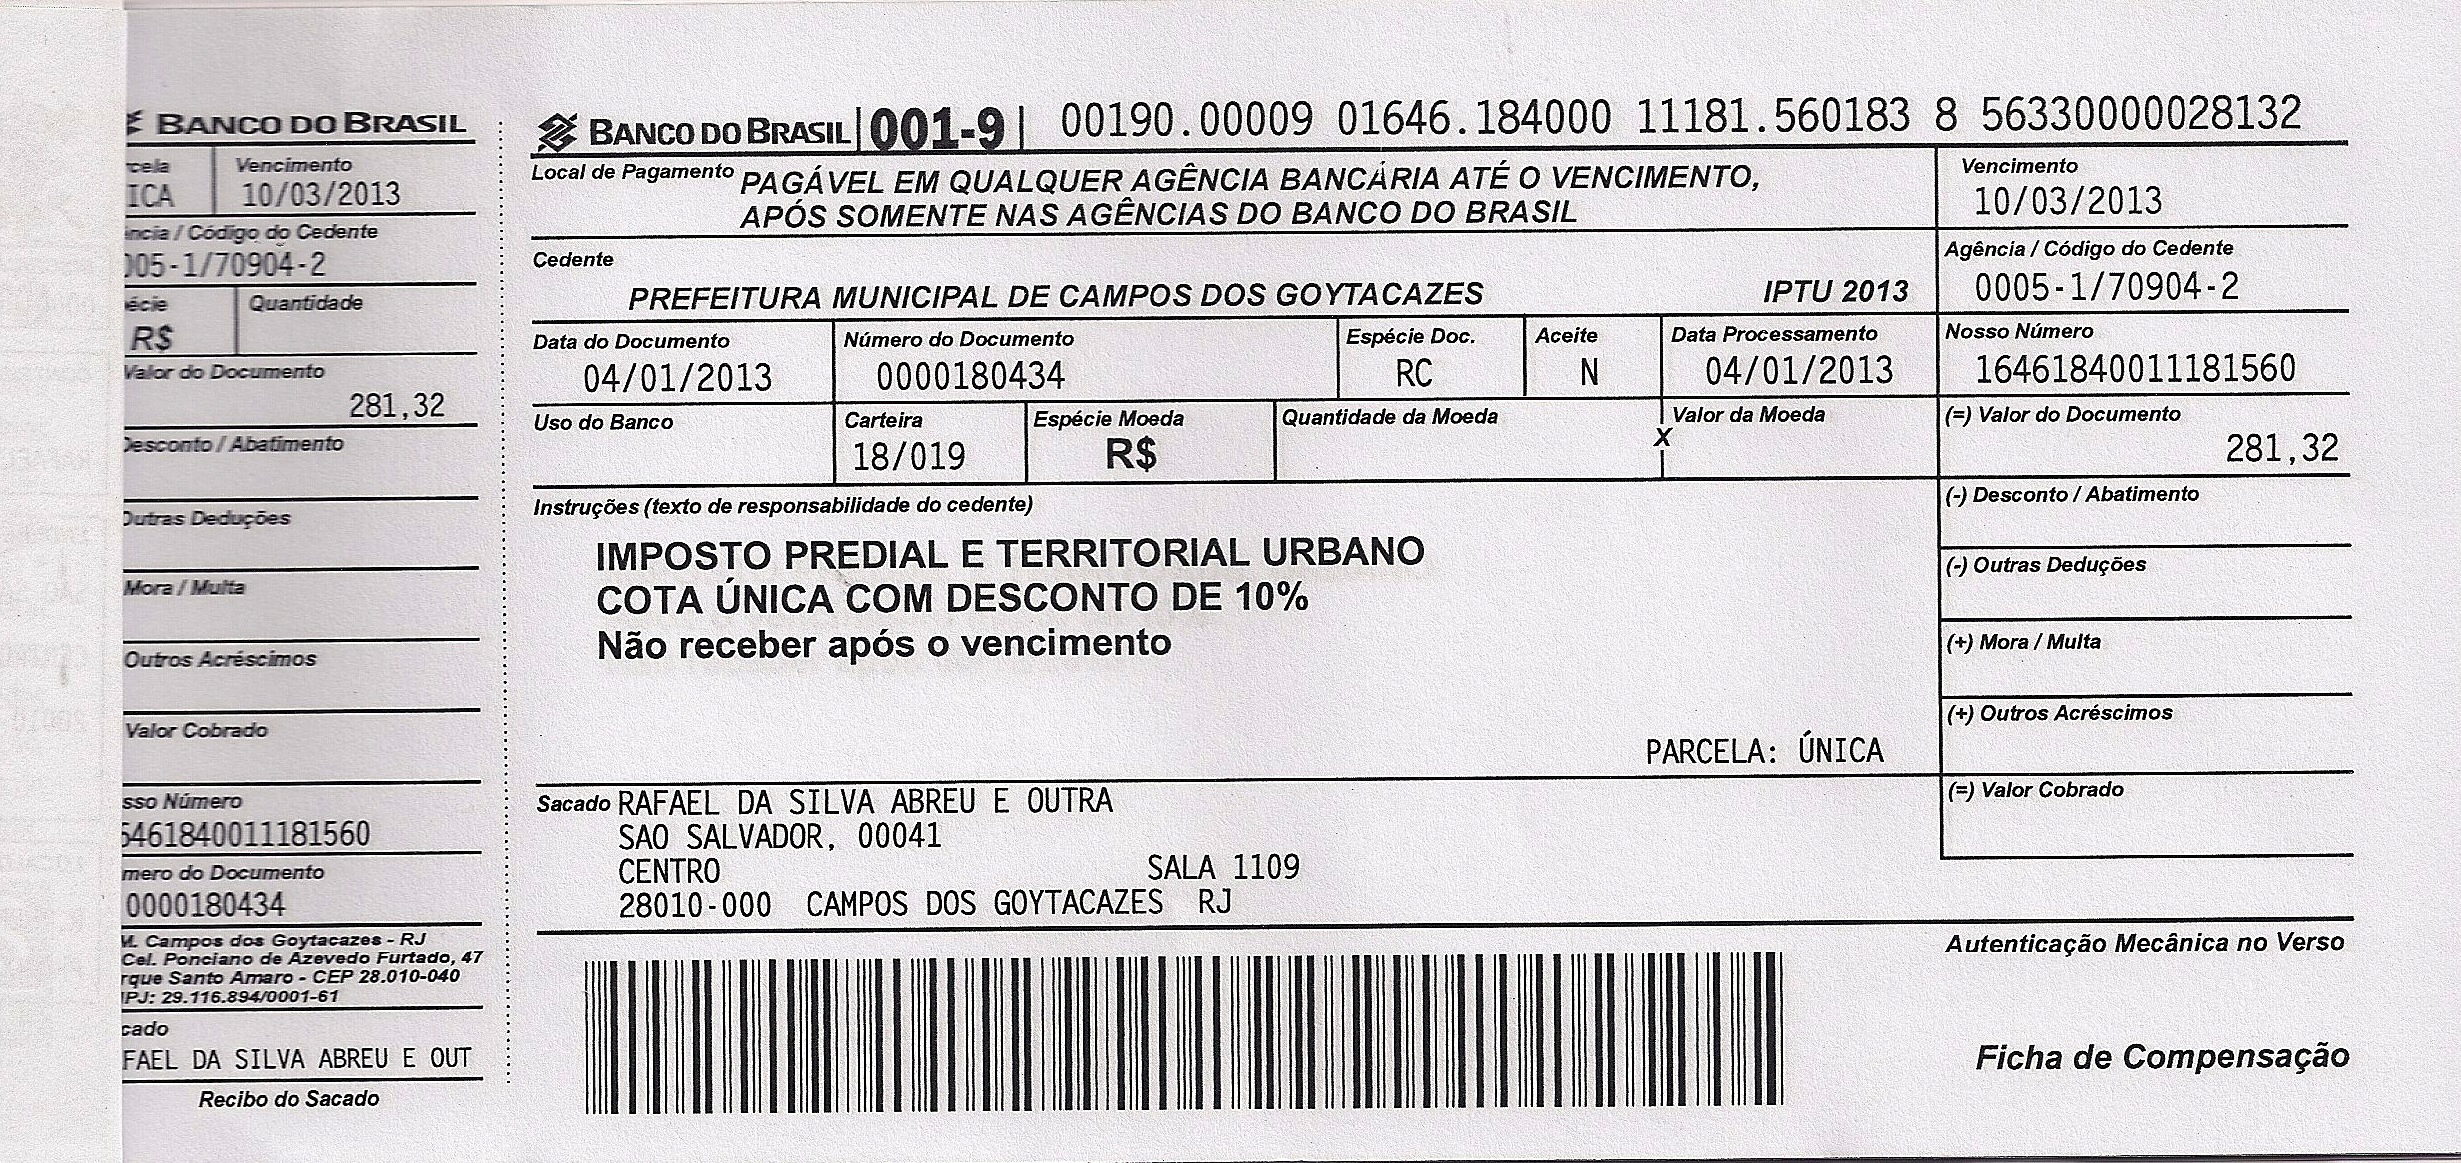 BANCO DO BRASIL
Vencimento
ICA 10/03/2013
Código do Cedente
005-1/70904-2
Quantidade
R$
Valor do Documento
281,32
Desconto / Abatimento
Outras Deduções
Mora / Multa
Outros Acréscimos
Valor Cobrado
sso Número
6461840011181560
mero do Documento
0000180434
M. Campos dos Goytacazes - RJ
Cel. Ponciano de Azevedo Furtado, 47
rque Santo Amaro - CEP 28.010-040
PJ: 29.116.894/0001-61
cado
FAEL DA SILVA ABREU E OUT
Recibo do Sacado
BANCO DO BRASIL 001-9 00190.00009 01646.184000 11181.560183 8 56330000028132
Local de Pagamento PAGÁVEL EM QUALQUER AGÊNCIA BANCÁRIA ATÉ O VENCIMENTO,
APÓS SOMENTE NAS AGÊNCIAS DO BANCO DO BRASIL
Vencimento
10/03/2013
Cedente
PREFEITURA MUNICIPAL DE CAMPOS DOS GOYTACAZES IPTU 2013
Agência / Código do Cedente
0005-1/70904-2
Data do Documento Número do Documento Espécie Doc. Aceite Data Processamento Nosso Número
04/01/2013 0000180434 RC N 04/01/2013 16461840011181560
Uso do Banco Carteira Espécie Moeda Quantidade da Moeda Valor da Moeda (=) Valor do Documento
18/019 R$ X 281,32
Instruções (texto de responsabilidade do cedente)
IMPOSTO PREDIAL E TERRITORIAL URBANO
COTA ÚNICA COM DESCONTO DE 10%
Não receber após o vencimento
PARCELA: ÚNICA
(-) Desconto / Abatimento
(-) Outras Deduções
(+) Mora / Multa
(+) Outros Acréscimos
(=) Valor Cobrado
Sacado RAFAEL DA SILVA ABREU E OUTRA
SAO SALVADOR, 00041
CENTRO SALA 1109
28010-000 CAMPOS DOS GOYTACAZES RJ
Autenticação Mecânica no Verso
Ficha de Compensação